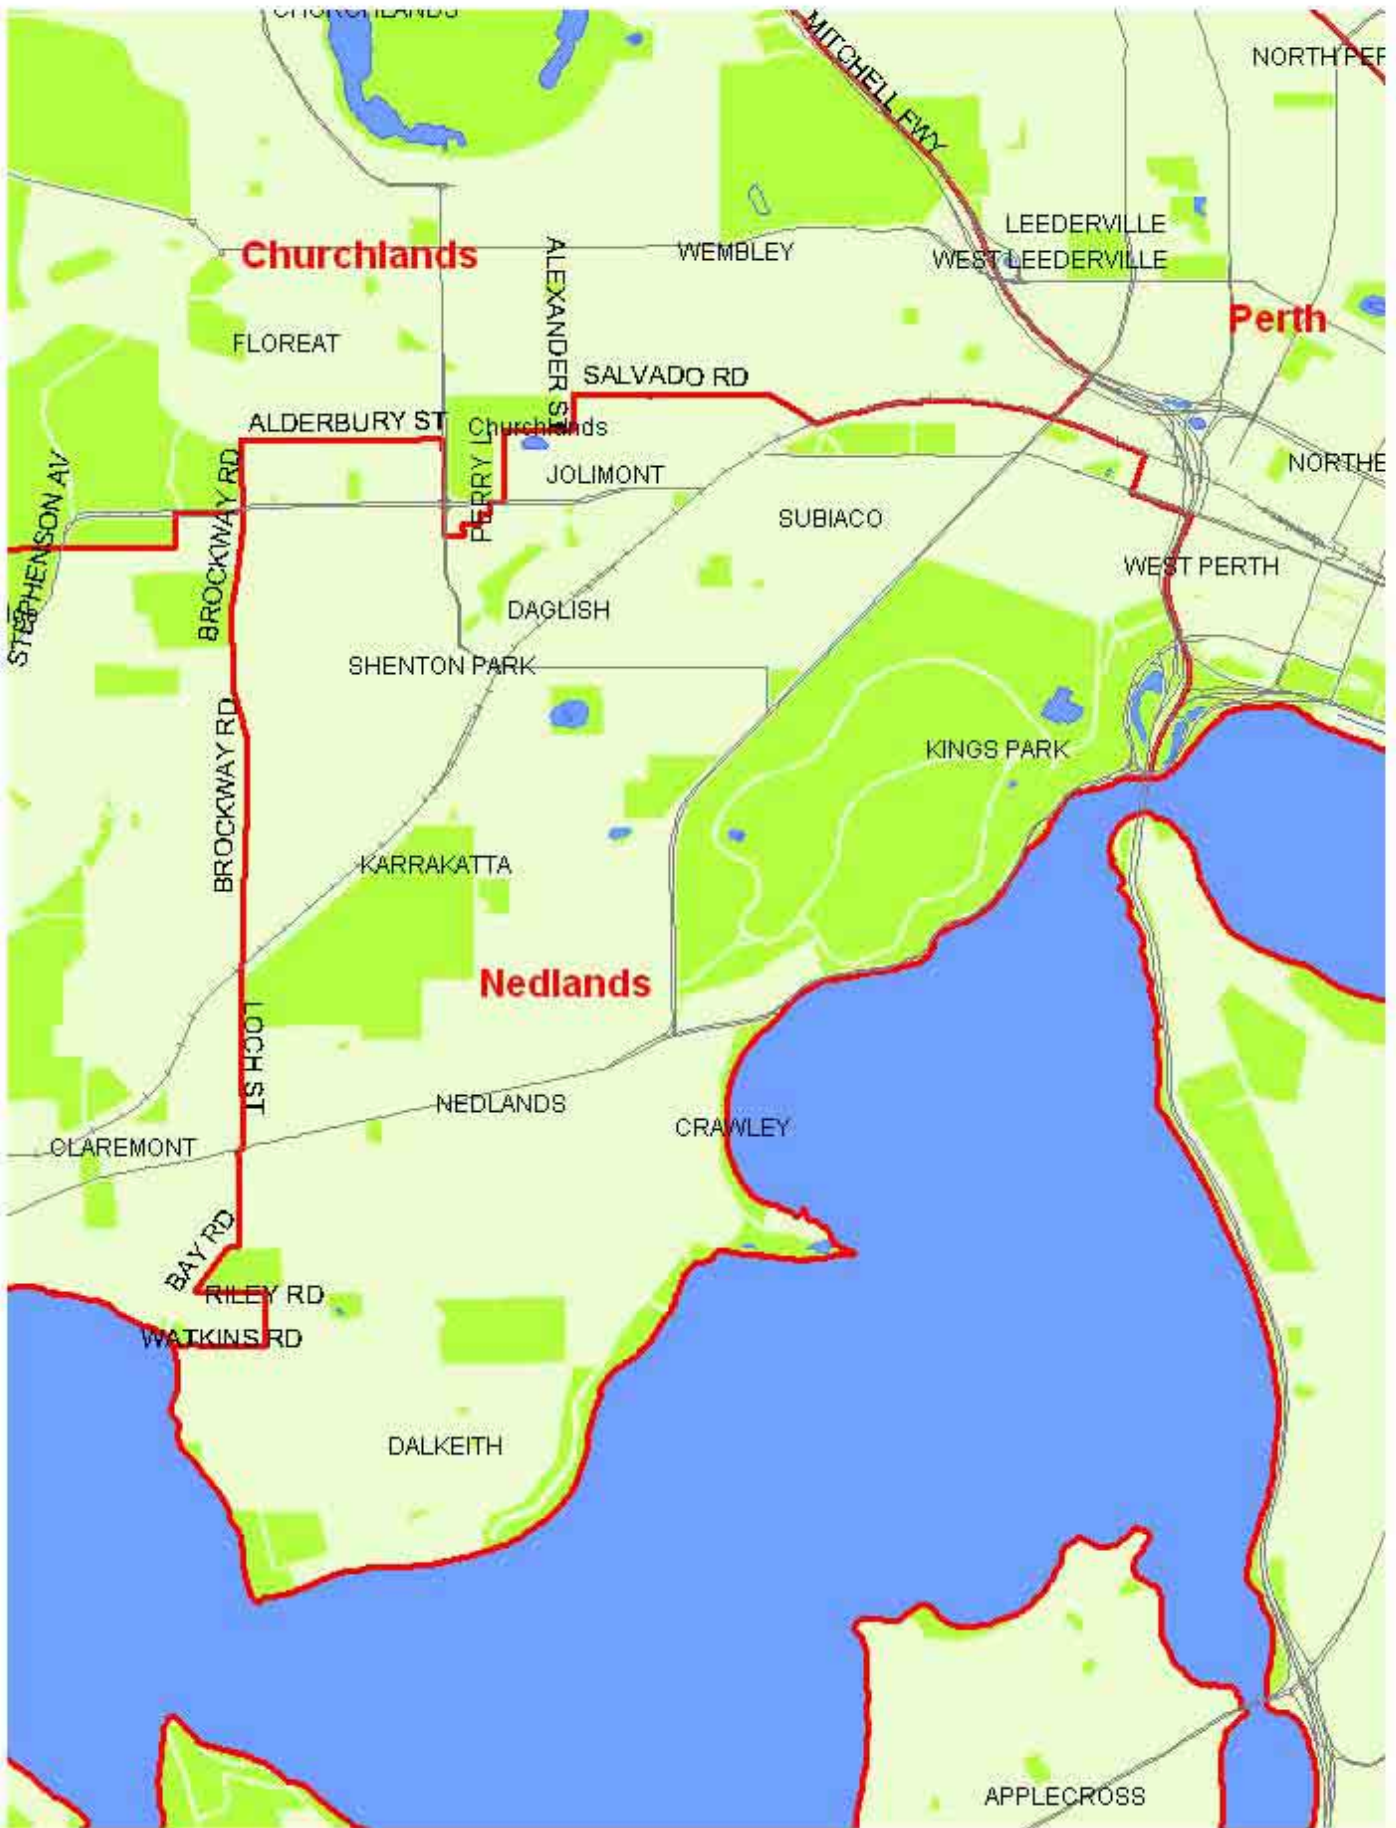 CHURCHLANDS
MITCHELL FWY
NORTH PER
LEEDERVILLE
Churchlands
ALEXANDER ST
WEMBLEY
WEST LEEDERVILLE
Perth
FLOREAT
SALVADO RD
ALDERBURY ST
Churchlands
STEPHENSON AV
BROCKWAY RD
PERRY L
JOLIMONT
NORTHE
SUBIACO
WEST PERTH
DAGLISH
SHENTON PARK
BROCKWAY RD
KINGS PARK
KARRAKATTA
Nedlands
LOCH ST
NEDLANDS
CRAWLEY
CLAREMONT
BAY RD
RILEY RD
WATKINS RD
DALKEITH
APPLECROSS